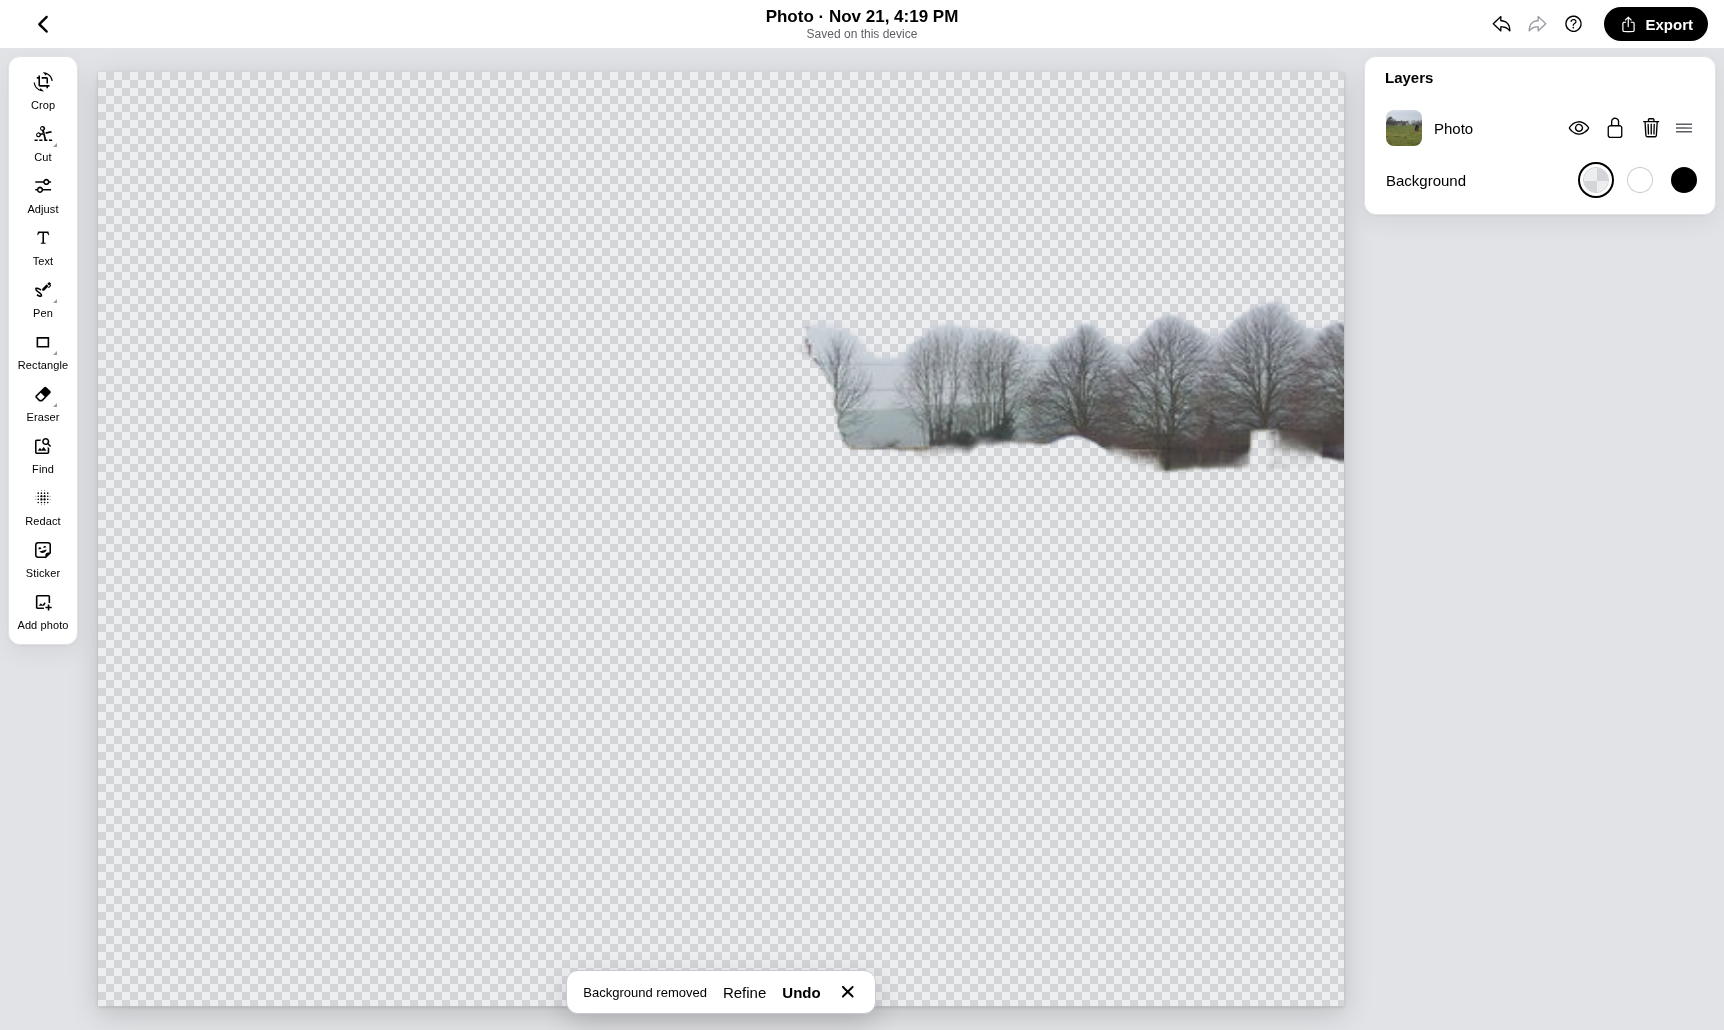 Photo · Nov 21, 4:19 PM
Saved on this device
Export
Crop
Cut
Adjust
Text
Pen
Rectangle
Eraser
Find
Redact
Sticker
Add photo
Layers
Photo
Background
Background removed Refine Undo